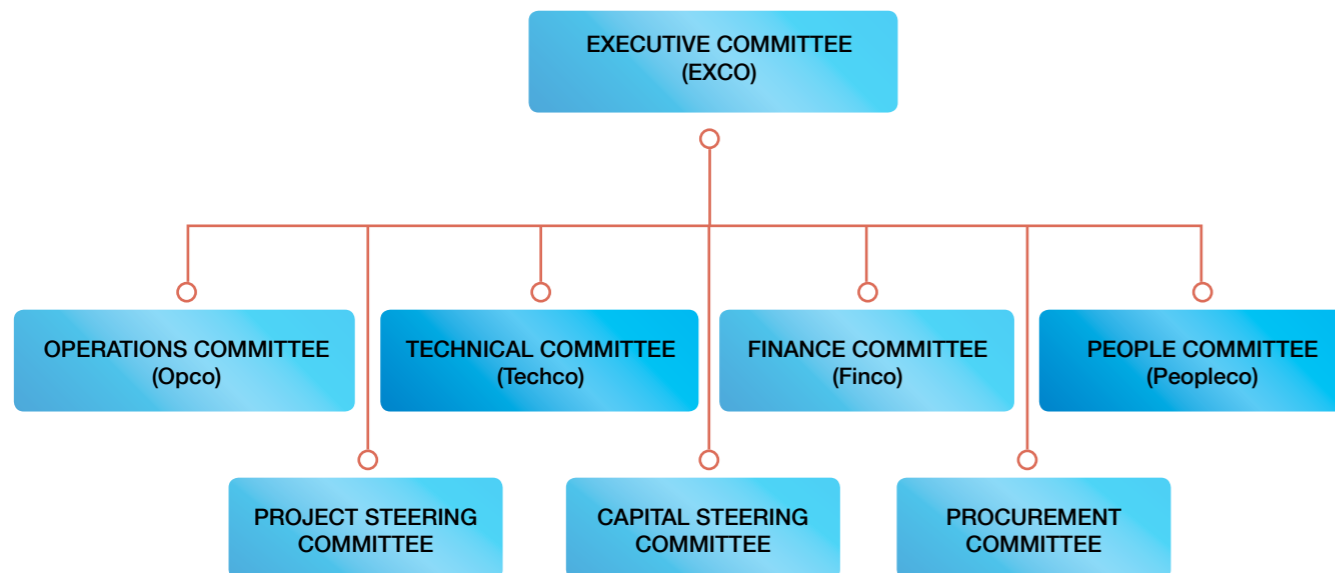 EXECUTIVE COMMITTEE
(EXCO)
OPERATIONS COMMITTEE
(Opco)
TECHNICAL COMMITTEE
(Techco)
FINANCE COMMITTEE
(Finco)
PEOPLE COMMITTEE
(Peopleco)
PROJECT STEERING
COMMITTEE
CAPITAL STEERING
COMMITTEE
PROCUREMENT
COMMITTEE